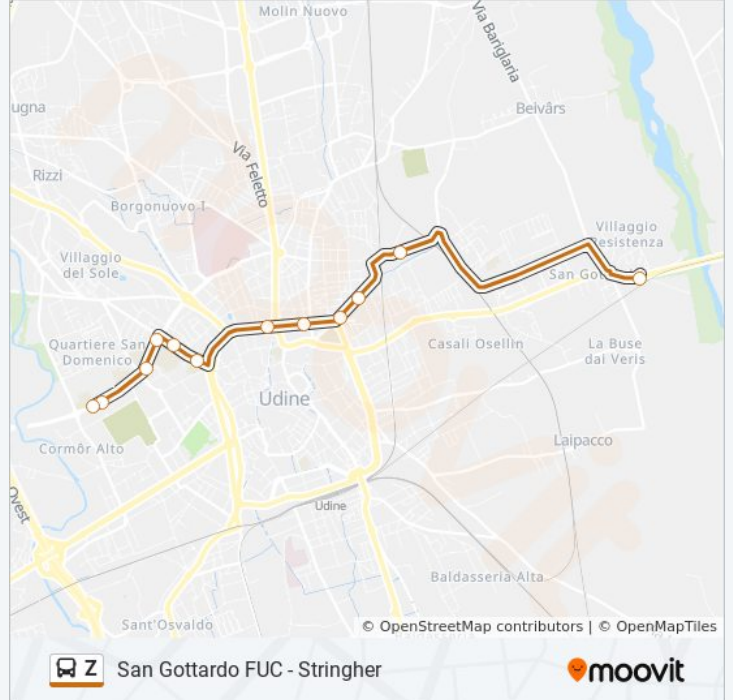 Molin Nuovo
Via Bariglaria
ugna
Beivârs
Via Feletto
Rizzi
Borgonuovo I
Villaggio
Resistenza
Villaggio
del Sole
San Got
Quartiere San
Domenico
Casali Osellin
La Buse
dai Veris
Udine
Laipacco
Cormôr Alto
Ovest
Udine
Baldasseria Alta
Sant'Osvaldo
© OpenStreetMap contributors | © OpenMapTiles
Z San Gottardo FUC - Stringher
moovit